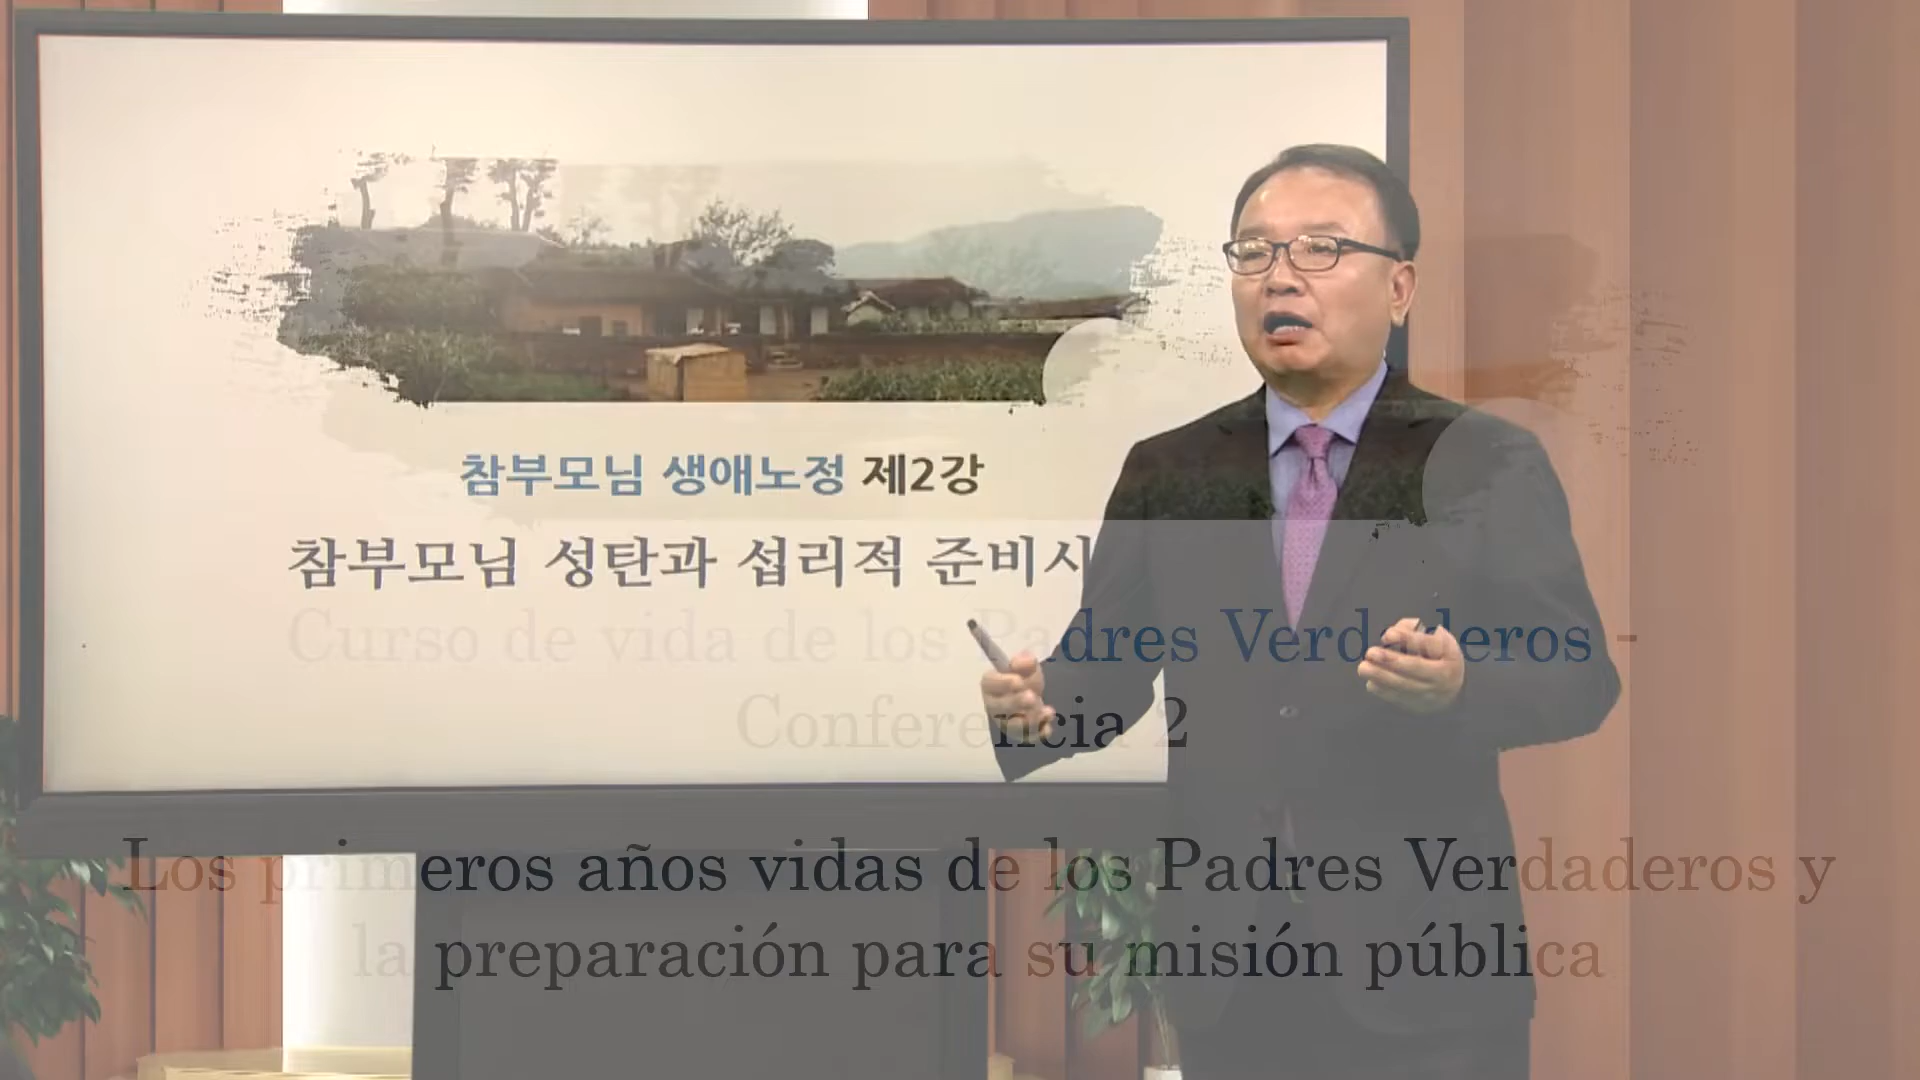 참부모님 생애노정 제2강
참부모님 성탄과 섭리적 준비시
Curso de vida de los Padres Verdaderos -
Conferencia 2
Los primeros años vidas de los Padres Verdaderos y
la preparación para su misión pública